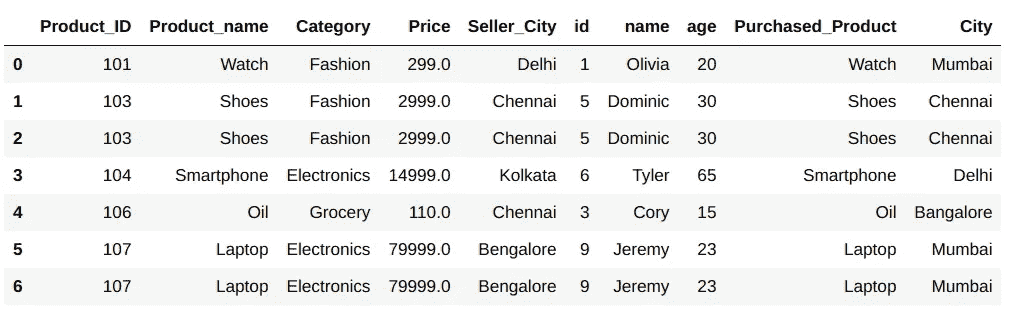 Product_ID Product_name Category Price Seller_City id name age Purchased_Product City
0 101 Watch Fashion 299.0 Delhi 1 Olivia 20 Watch Mumbai
1 103 Shoes Fashion 2999.0 Chennai 5 Dominic 30 Shoes Chennai
2 103 Shoes Fashion 2999.0 Chennai 5 Dominic 30 Shoes Chennai
3 104 Smartphone Electronics 14999.0 Kolkata 6 Tyler 65 Smartphone Delhi
4 106 Oil Grocery 110.0 Chennai 3 Cory 15 Oil Bangalore
5 107 Laptop Electronics 79999.0 Bengalore 9 Jeremy 23 Laptop Mumbai
6 107 Laptop Electronics 79999.0 Bengalore 9 Jeremy 23 Laptop Mumbai